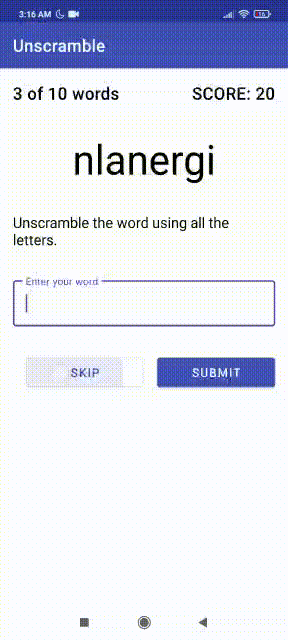 3:16 AM
Unscramble
3 of 10 words SCORE: 20
nlanergi
Unscramble the word using all the
letters.
Enter your word
SKIP SUBMIT